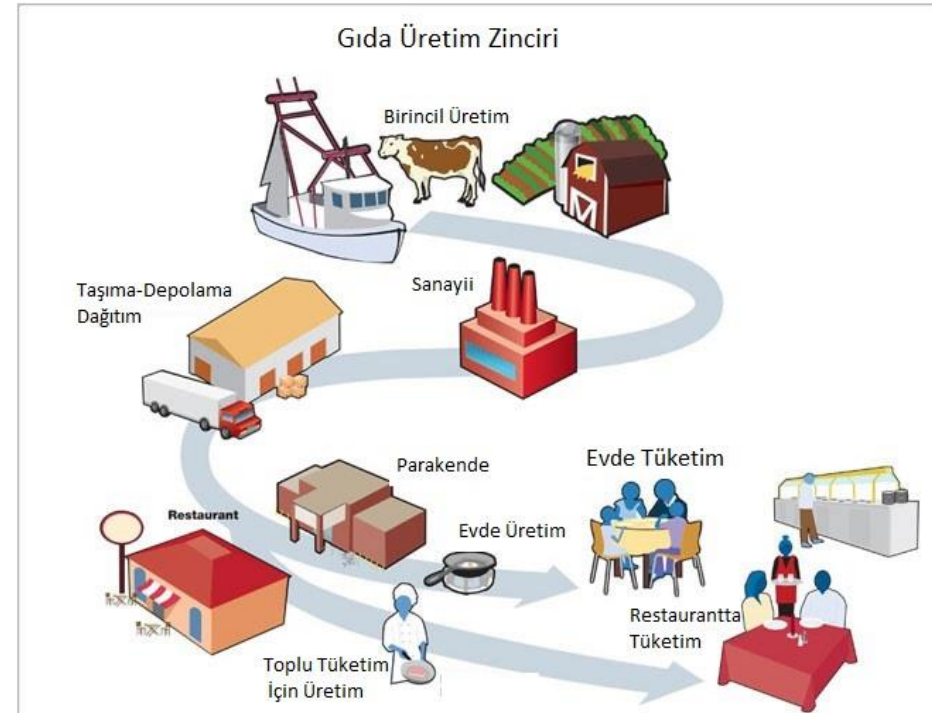 Gıda Üretim Zinciri
Birincil Üretim
Sanayii
Taşıma-Depolama
Dağıtım
Parakende
Evde Tüketim
Restaurant
Evde Üretim
Restaurantta
Tüketim
Toplu Tüketim
İçin Üretim